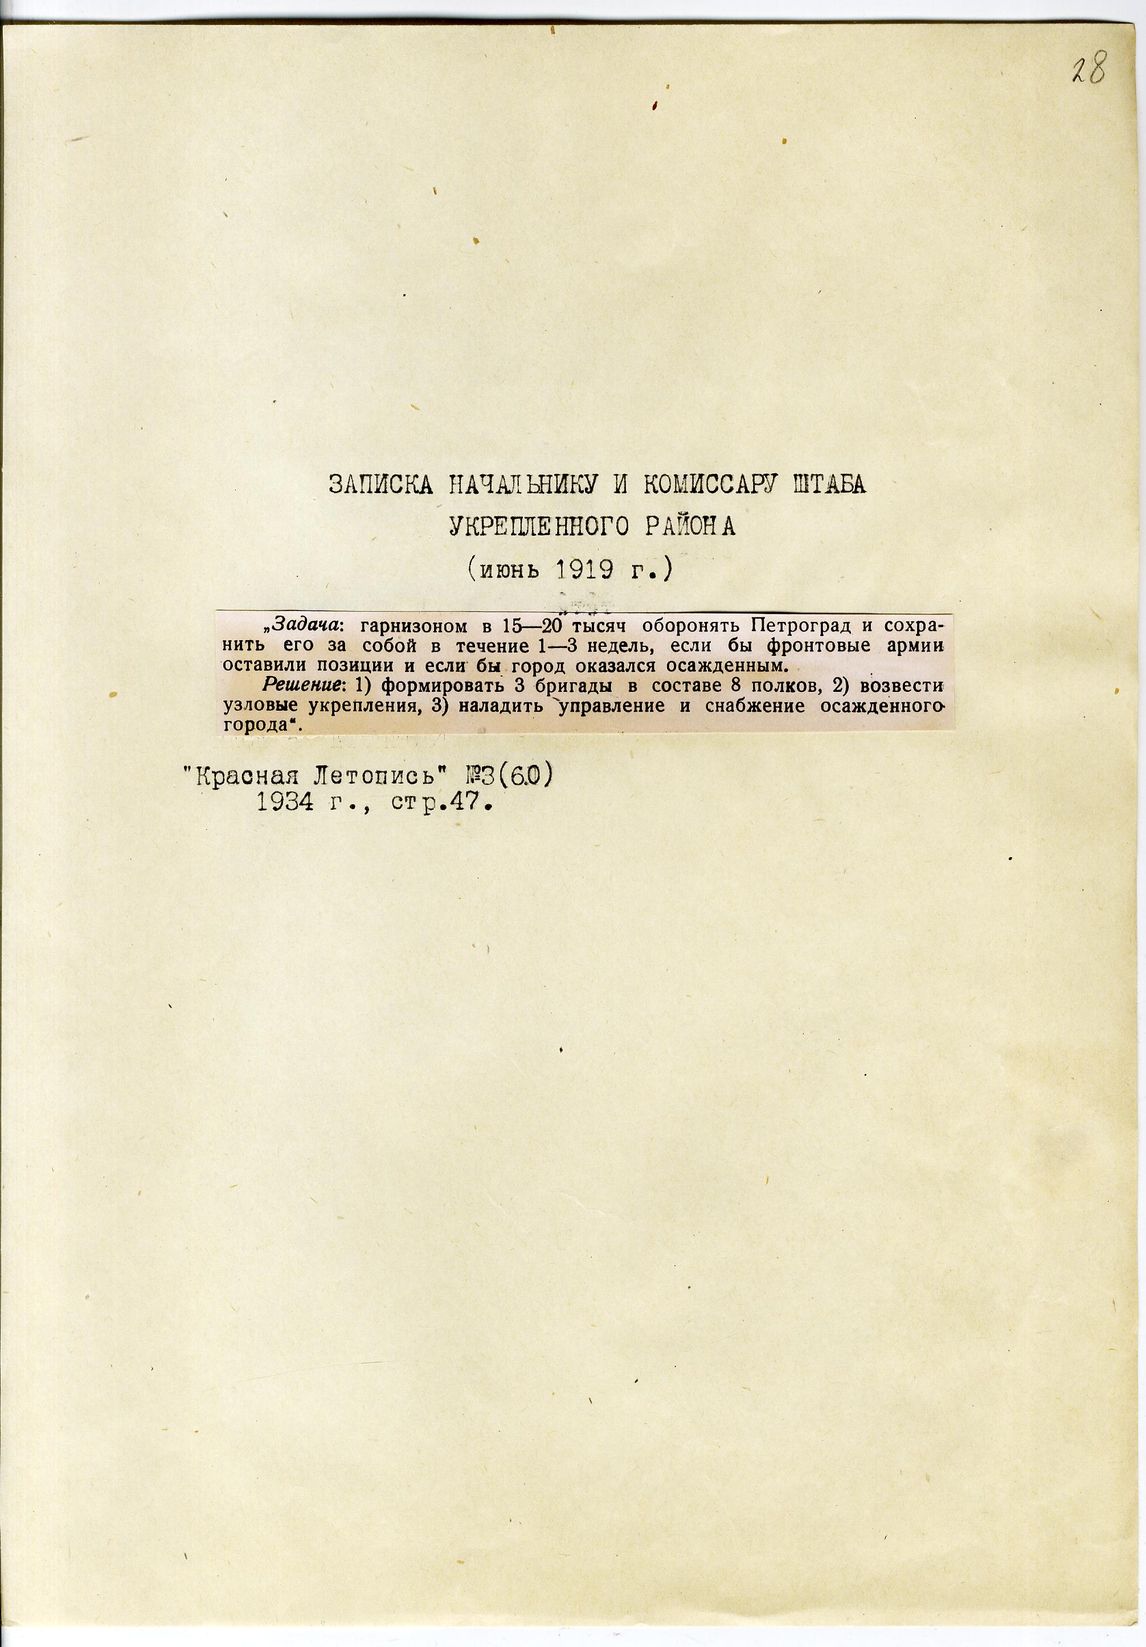 28
ЗАПИСКА НАЧАЛЬНИКУ И КОМИССАРУ ШТАБА
УКРЕПЛЕННОГО РАЙОНА
(июнь 1919 г.)
„Задача: гарнизоном в 15—20 тысяч оборонять Петроград и сохра-
нить его за собой в течение 1—3 недель, если бы фронтовые армии
оставили позиции и если бы город оказался осажденным.
Решение: 1) формировать 3 бригады в составе 8 полков, 2) возвести
узловые укрепления, 3) наладить управление и снабжение осажденного
города“.
"Красная Летопись" №3(60)
1934 г., стр.47.